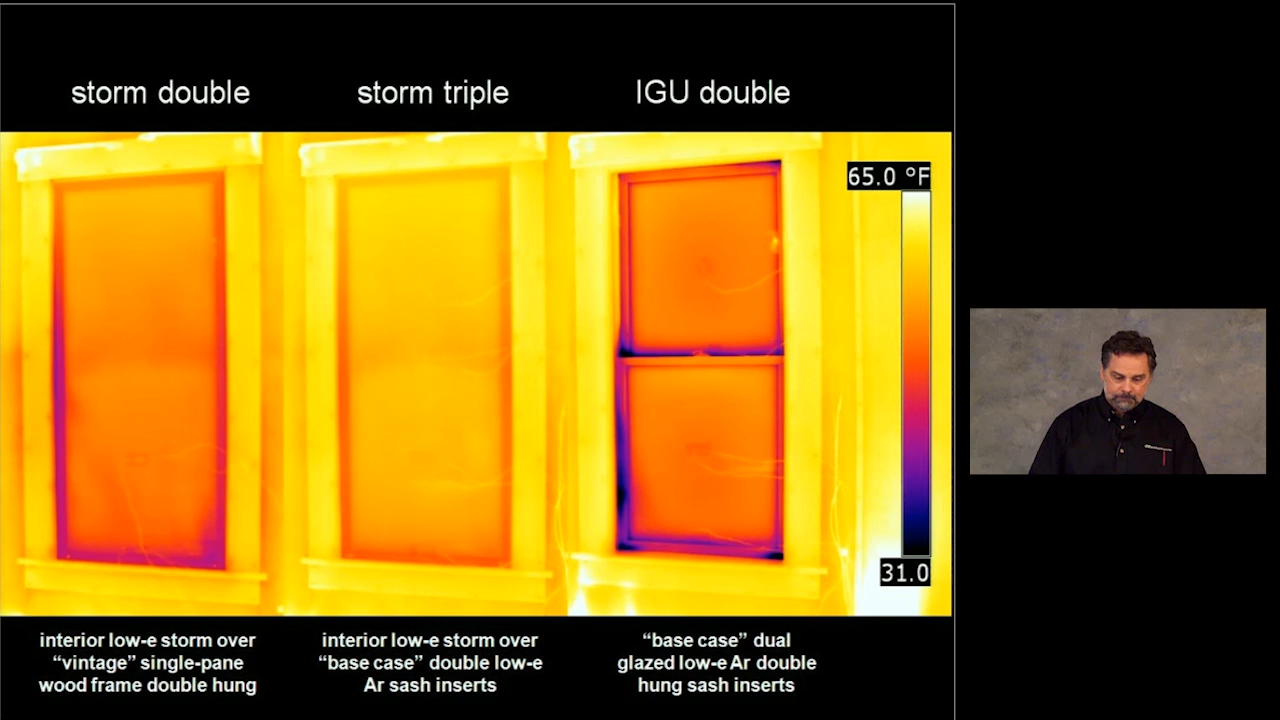 storm double
storm triple
IGU double
65.0 °F
31.0
interior low-e storm over
“vintage” single-pane
wood frame double hung
interior low-e storm over
“base case” double low-e
Ar sash inserts
“base case” dual
glazed low-e Ar double
hung sash inserts